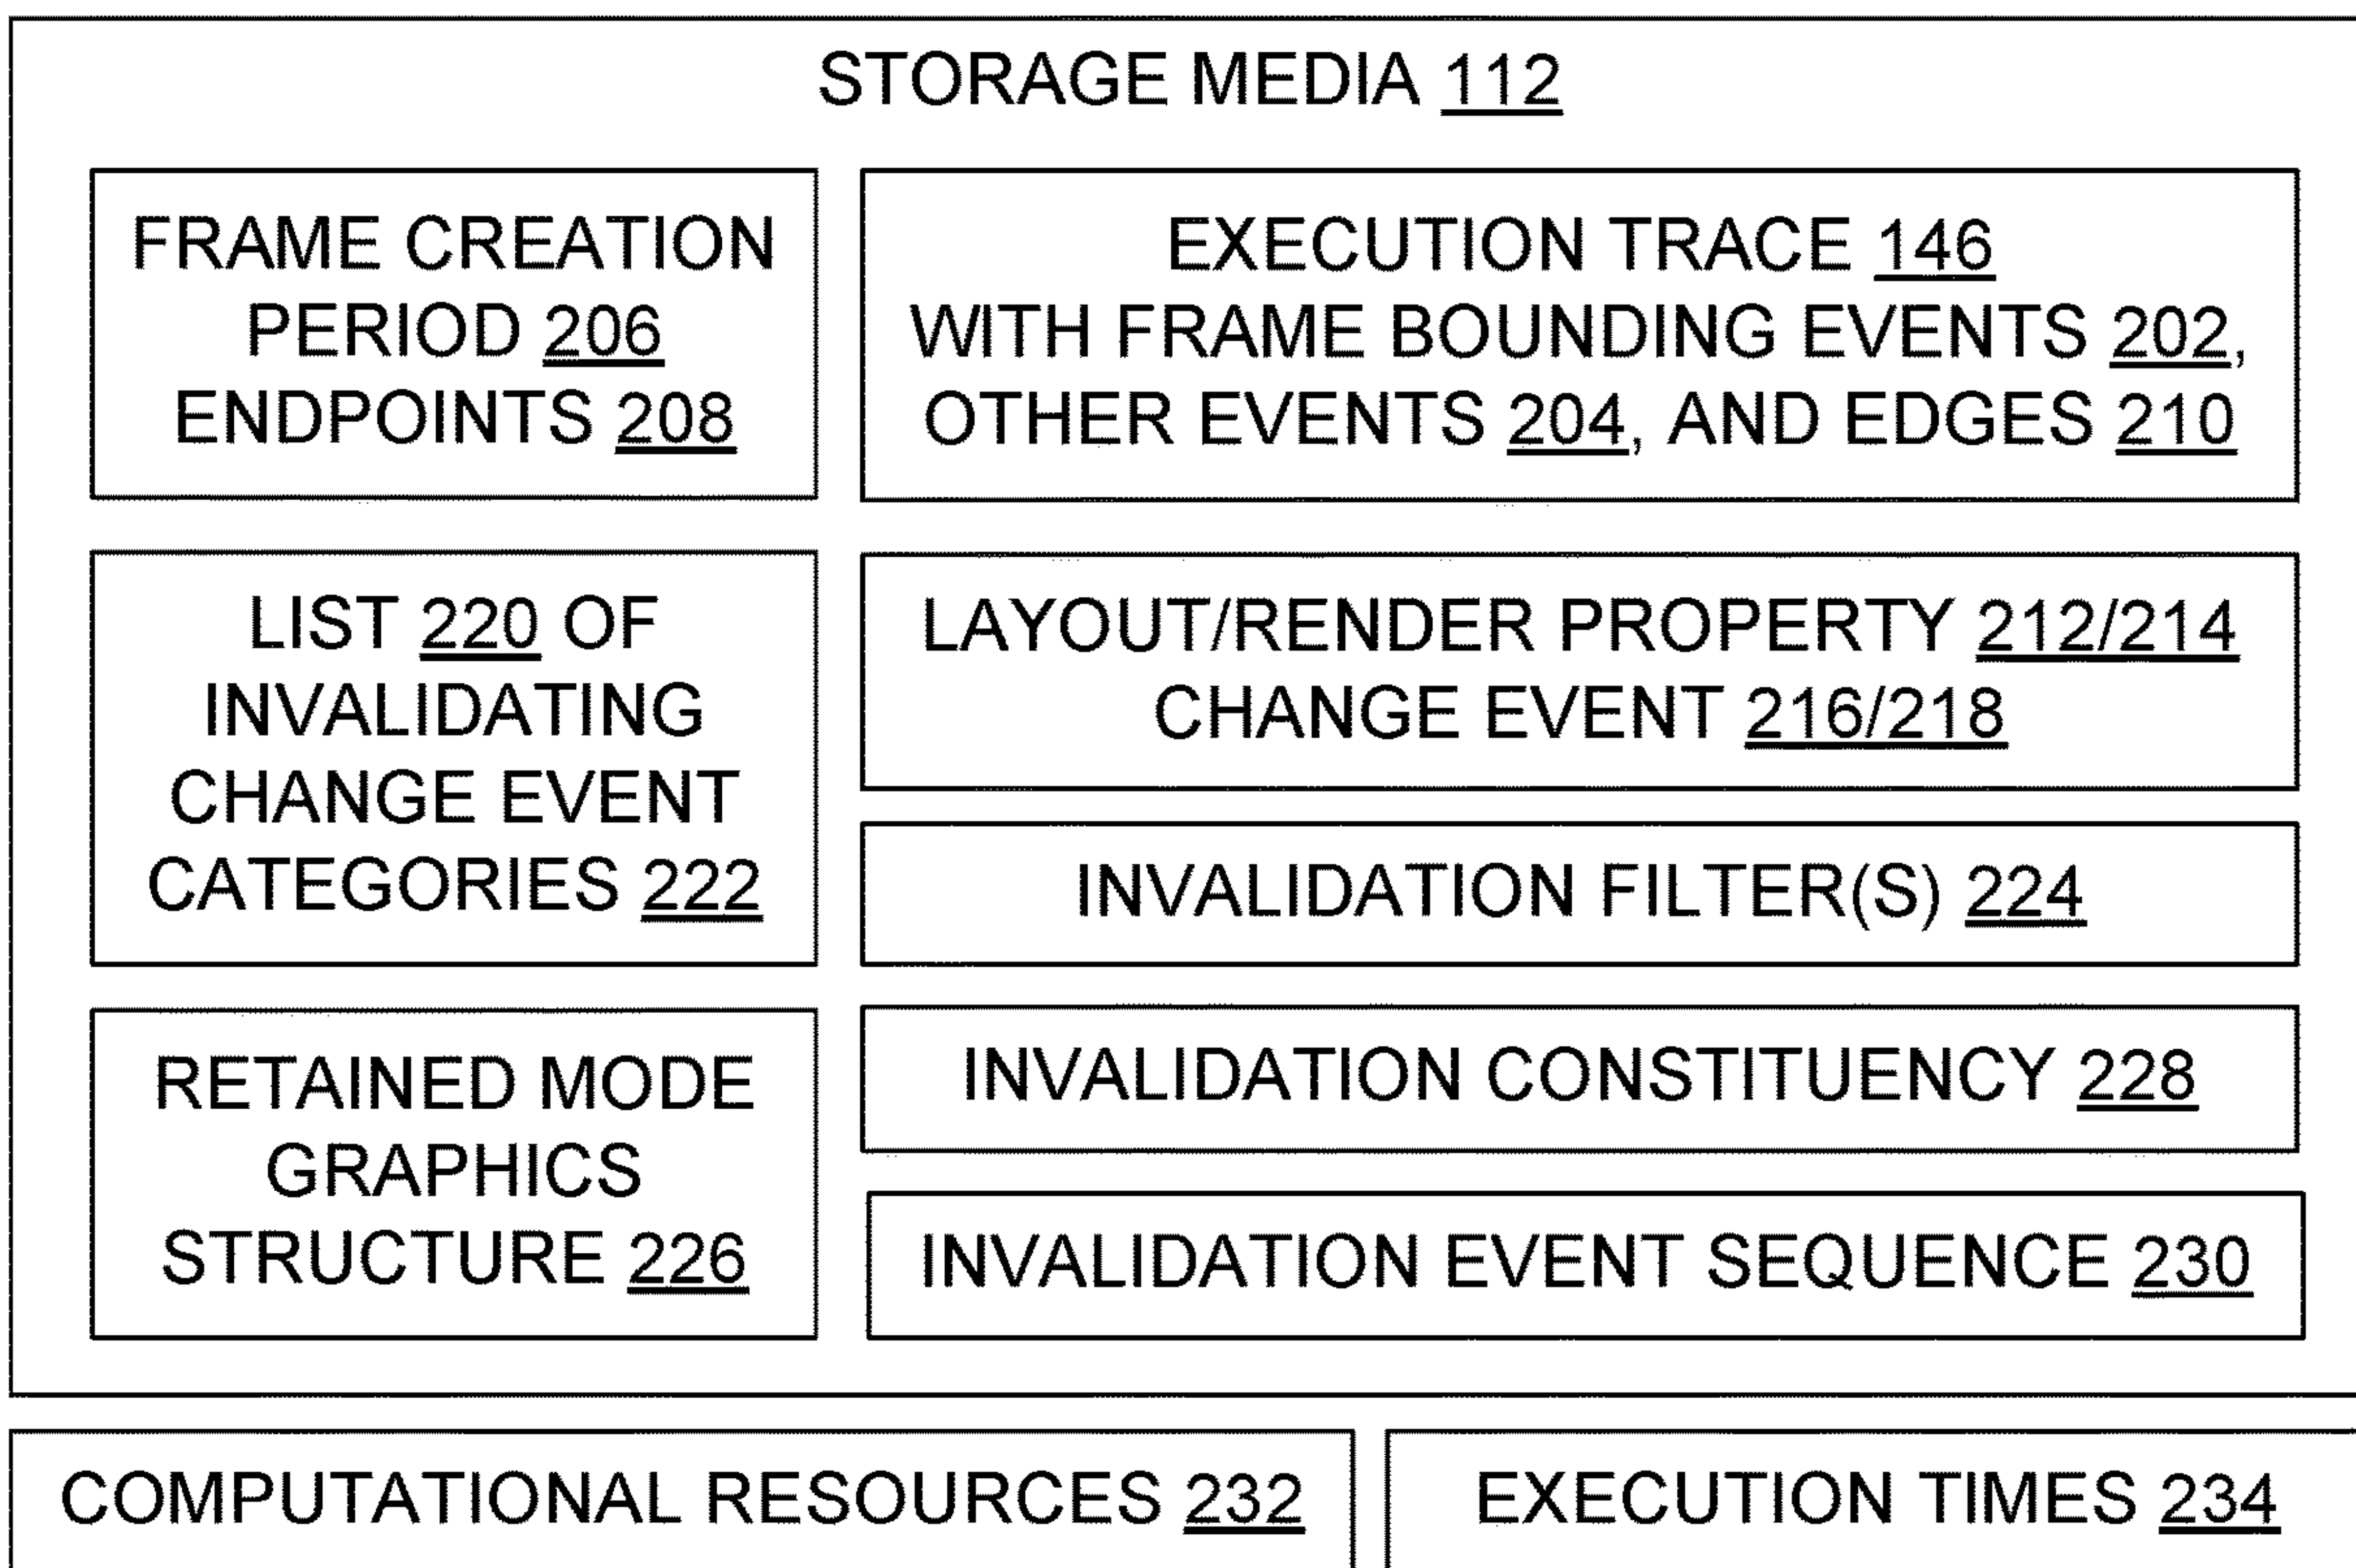 STORAGE MEDIA 112
FRAME CREATION
PERIOD 206
ENDPOINTS 208
EXECUTION TRACE 146
WITH FRAME BOUNDING EVENTS 202,
OTHER EVENTS 204, AND EDGES 210
LIST 220 OF
INVALIDATING
CHANGE EVENT
CATEGORIES 222
LAYOUT/RENDER PROPERTY 212/214
CHANGE EVENT 216/218
INVALIDATION FILTER(S) 224
RETAINED MODE
GRAPHICS
STRUCTURE 226
INVALIDATION CONSTITUENCY 228
INVALIDATION EVENT SEQUENCE 230
COMPUTATIONAL RESOURCES 232
EXECUTION TIMES 234